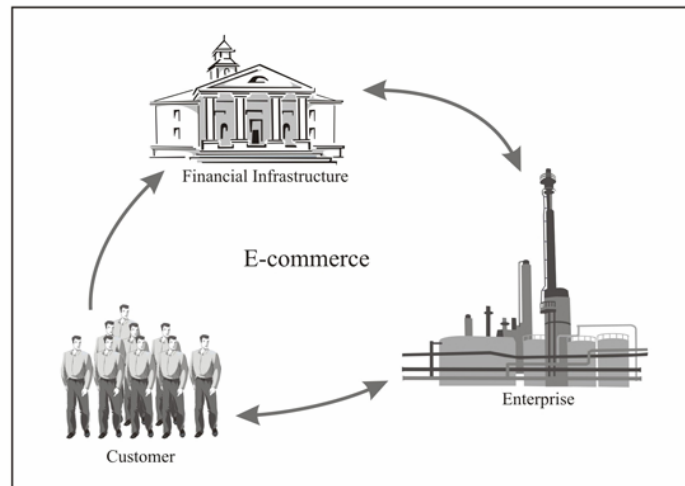 Financial Infrastructure
E-commerce
Enterprise
Customer